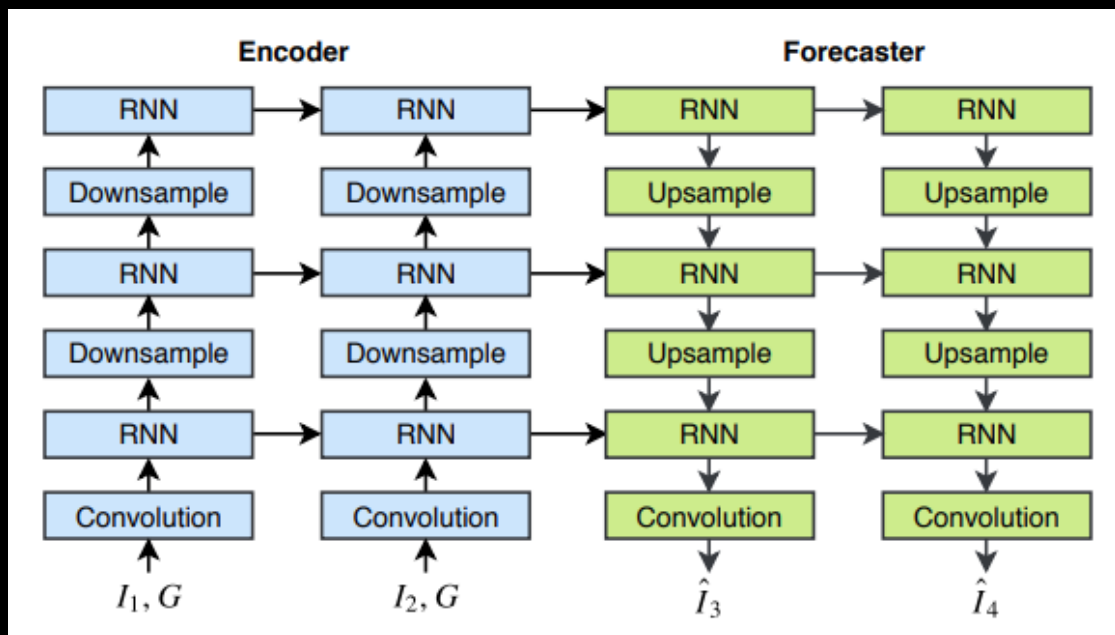 Encoder Forecaster
RNN RNN RNN RNN
Downsample Downsample Upsample Upsample
RNN RNN RNN RNN
Downsample Downsample Upsample Upsample
RNN RNN RNN RNN
Convolution Convolution Convolution Convolution
I₁, G I₂, G Î₃ Î₄